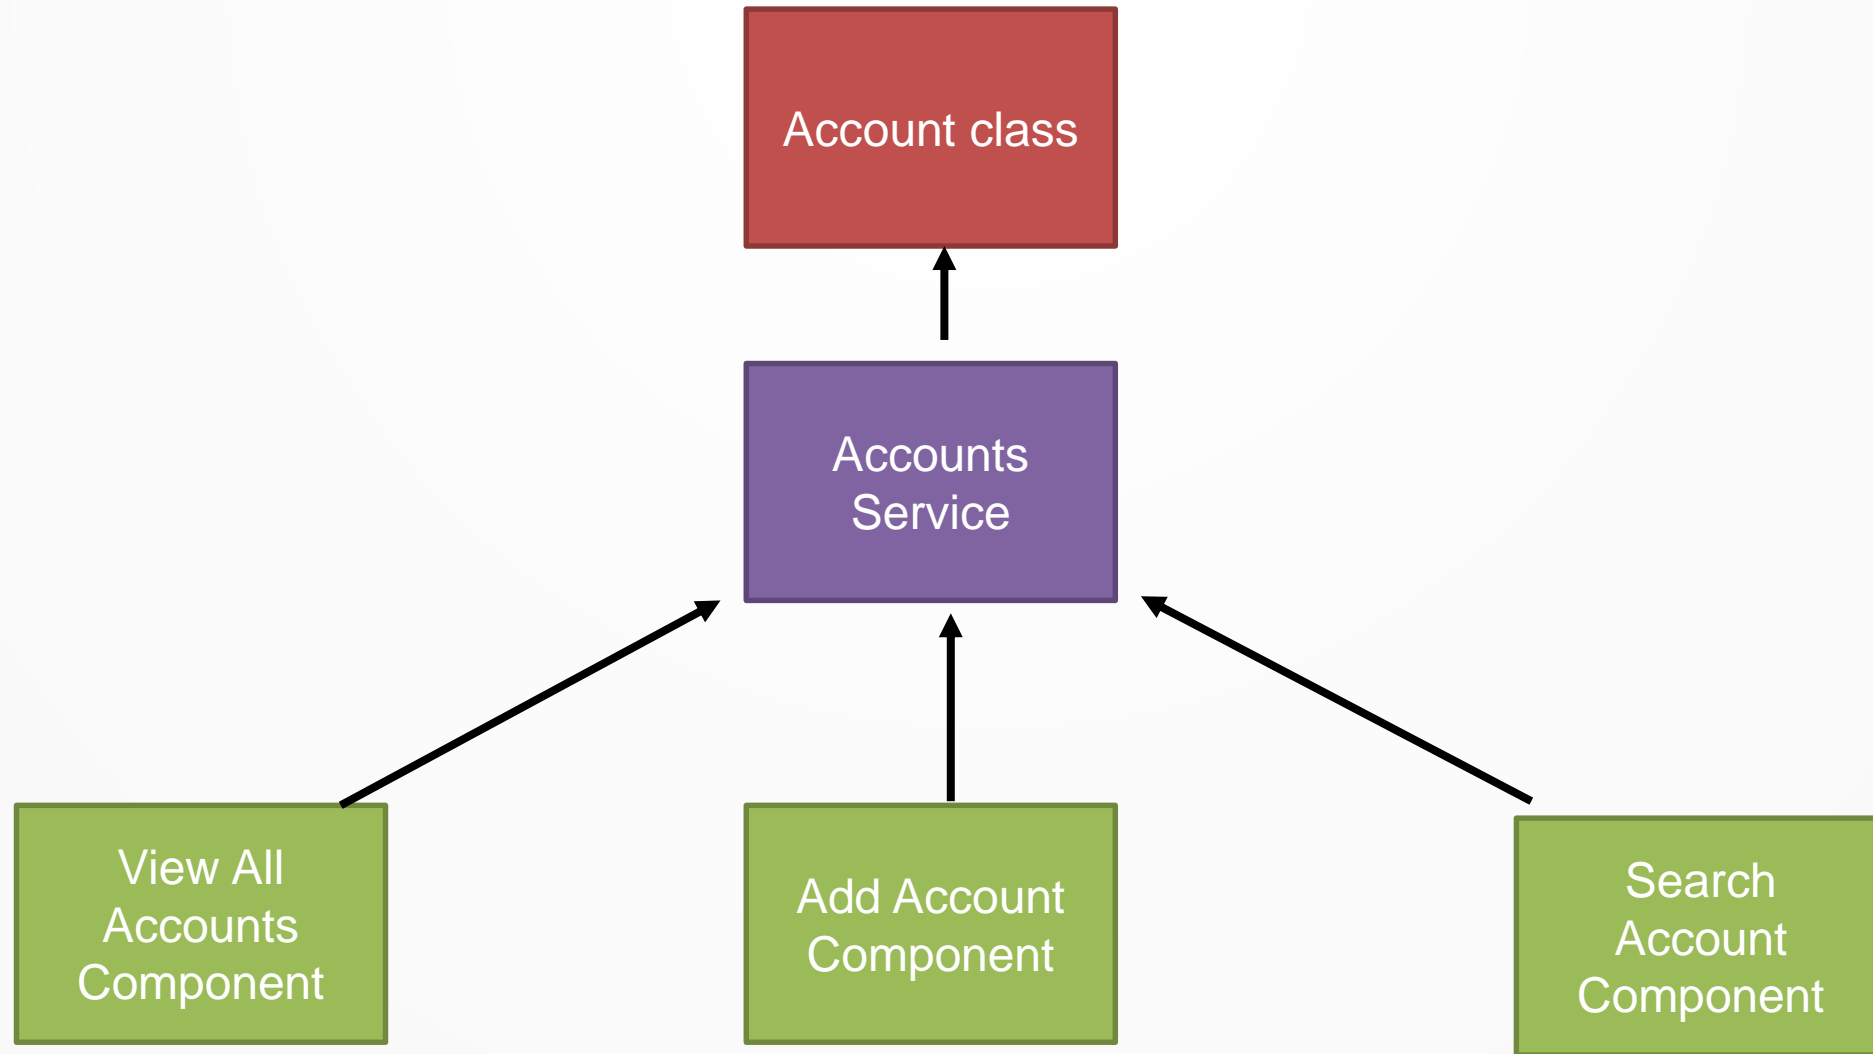 Account class
Accounts
Service
View All
Accounts
Component
Add Account
Component
Search
Account
Component